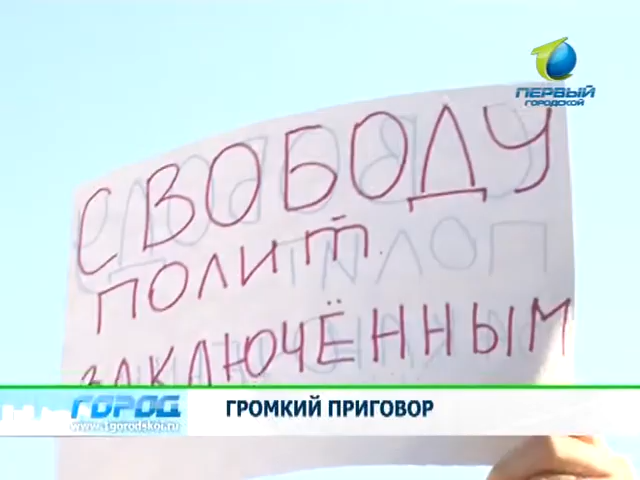 ПЕРВЫЙ
ГОРОДСКОЙ
СВОБОДУ
ПОЛИТ
ЗАКЛЮЧЁННЫМ
ГОРОД
www.1gorodskoi.ru
ГРОМКИЙ ПРИГОВОР